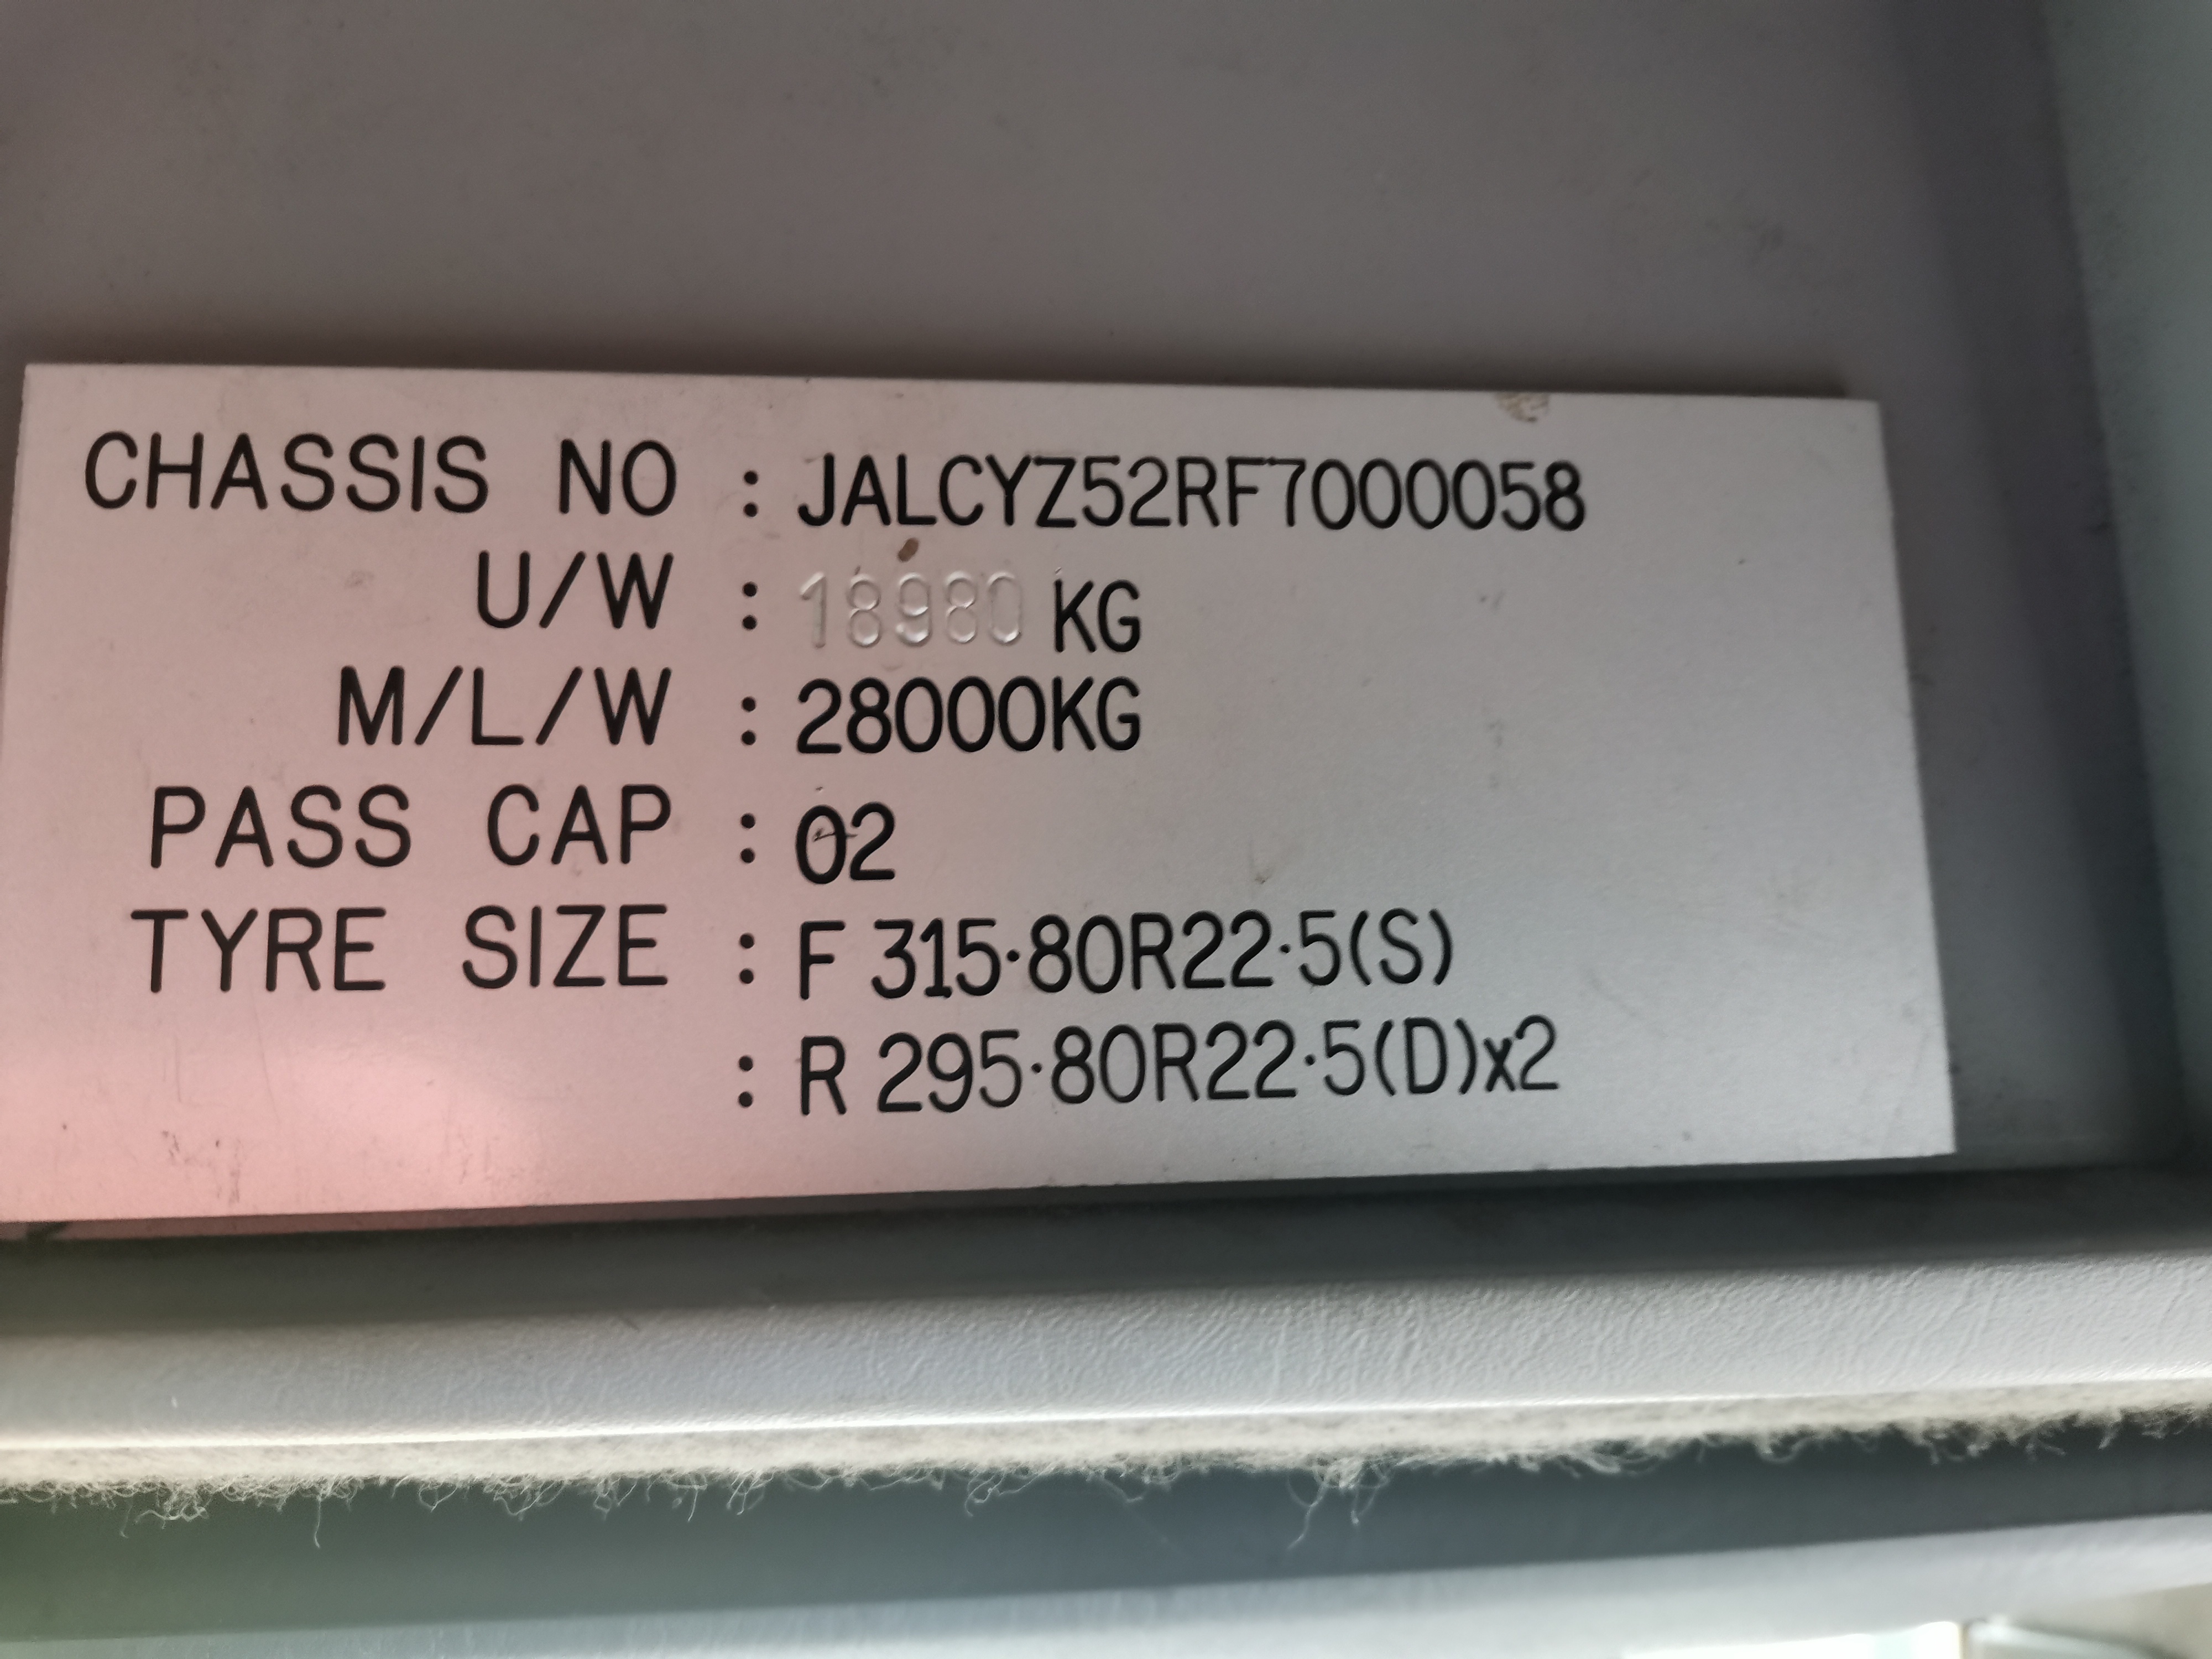 CHASSIS NO : JALCYZ52RF7000058
U/W : 18980 KG
M/L/W : 28000KG
PASS CAP : 02
TYRE SIZE : F 315·80R22·5(S)
: R 295·80R22·5(D)x2